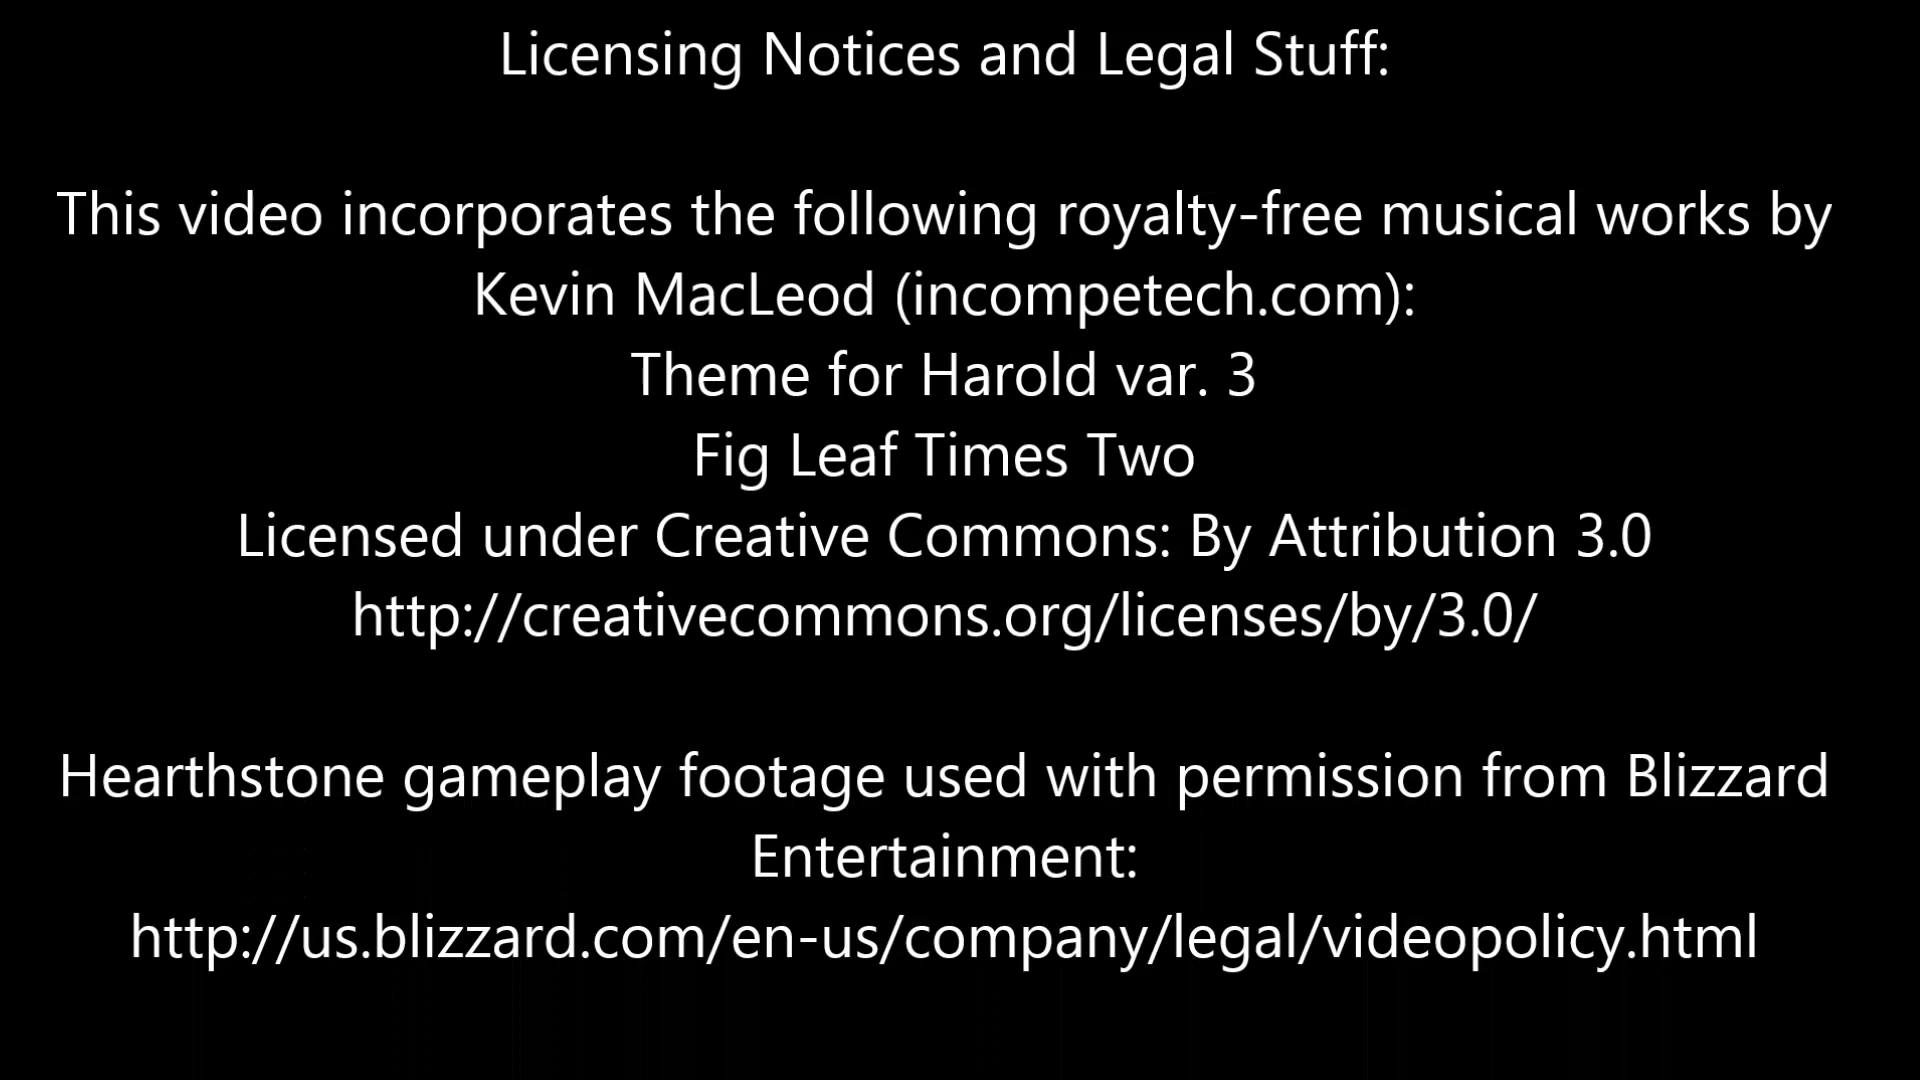 Licensing Notices and Legal Stuff:
This video incorporates the following royalty-free musical works by
Kevin MacLeod (incompetech.com):
Theme for Harold var. 3
Fig Leaf Times Two
Licensed under Creative Commons: By Attribution 3.0
http://creativecommons.org/licenses/by/3.0/
Hearthstone gameplay footage used with permission from Blizzard
Entertainment:
http://us.blizzard.com/en-us/company/legal/videopolicy.html